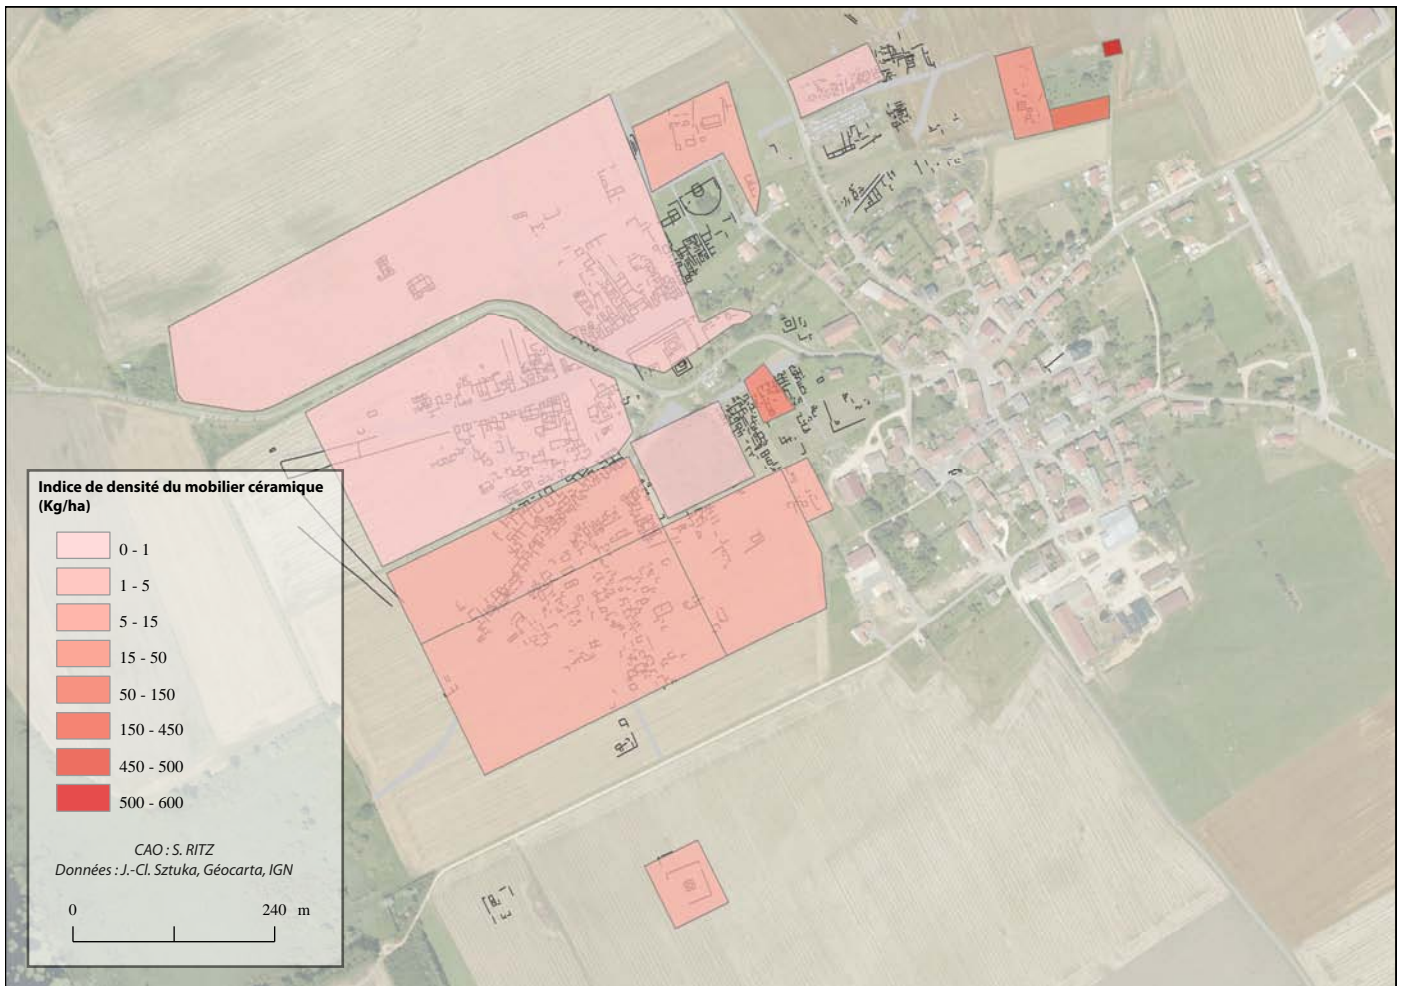 Indice de densité du mobilier céramique
(Kg/ha)
0 - 1
1 - 5
5 - 15
15 - 50
50 - 150
150 - 450
450 - 500
500 - 600
CAO : S. RITZ
Données : J.-Cl. Sztuka, Géocarta, IGN
0 240 m